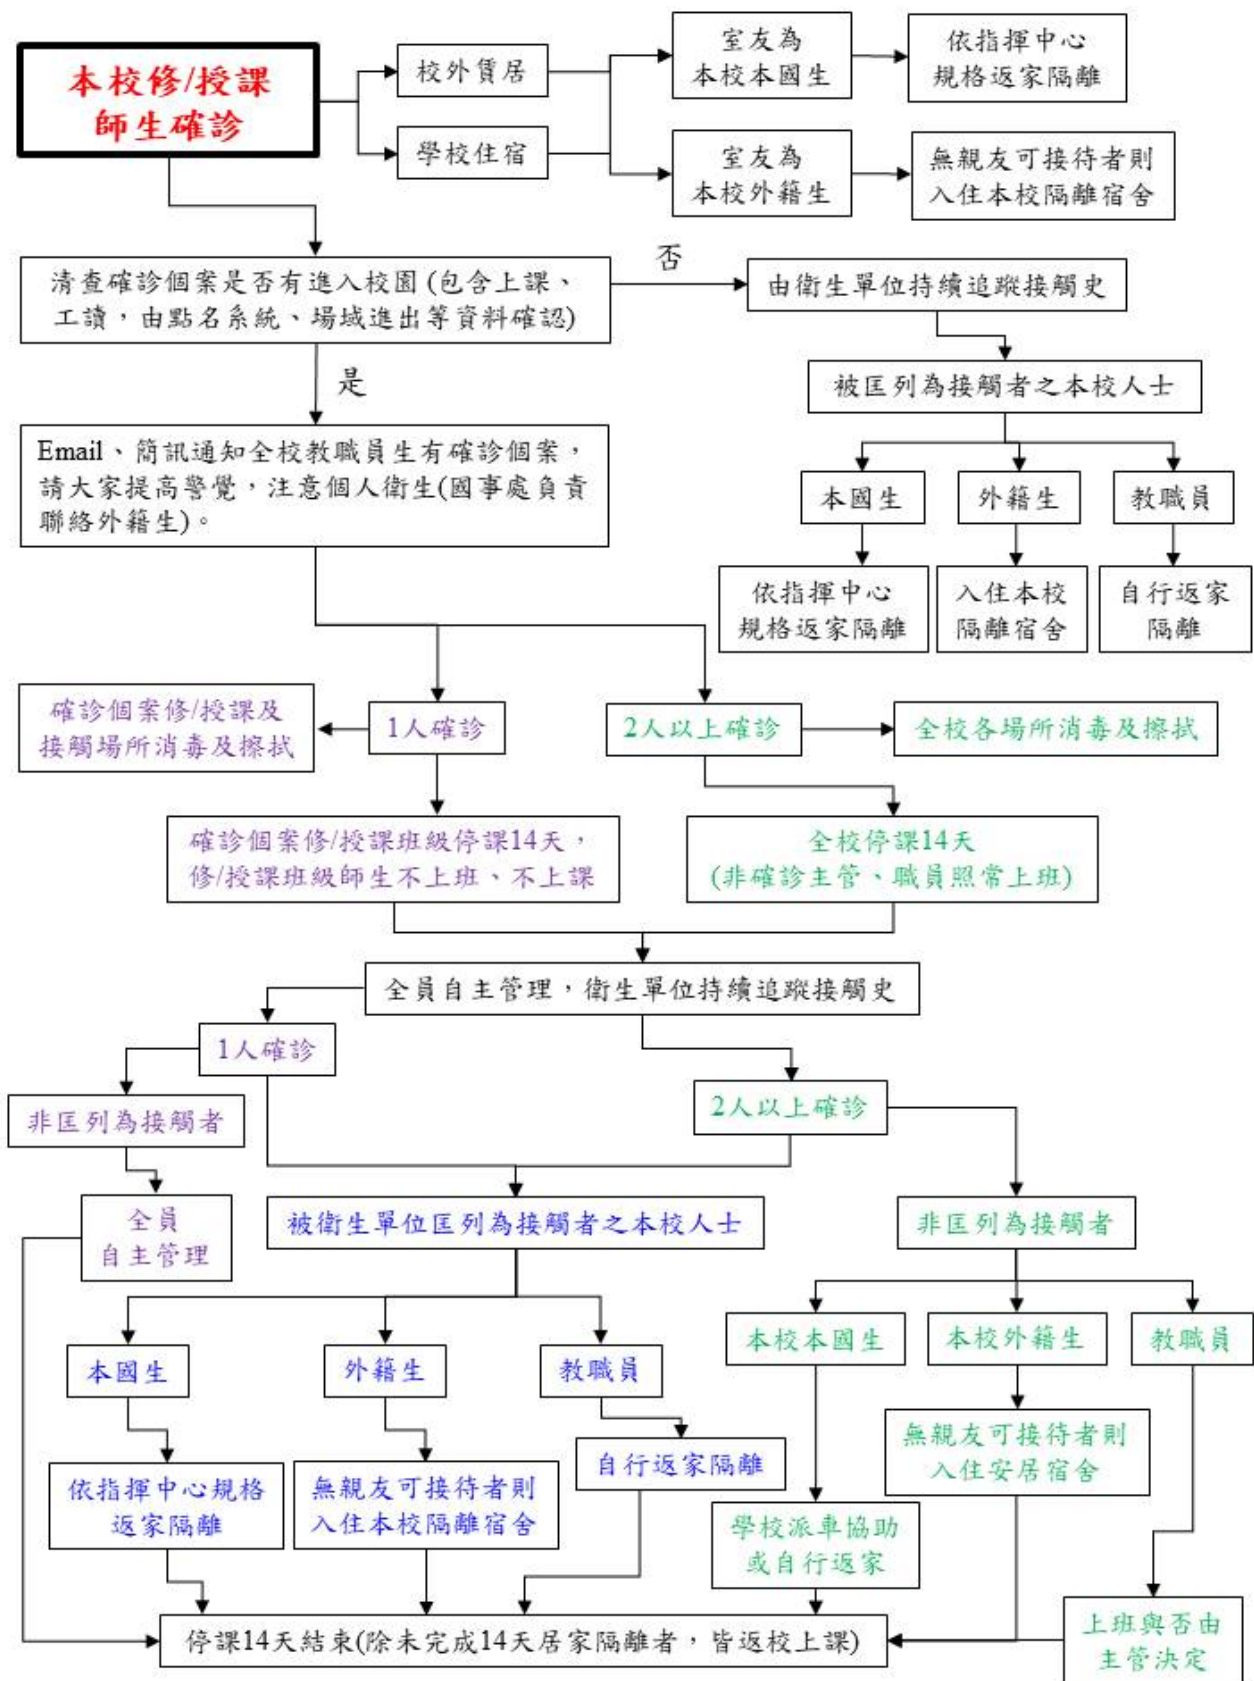 本校修/授課
師生確診
校外賃居
學校住宿
室友為
本校本國生
依指揮中心
規格返家隔離
室友為
本校外籍生
無親友可接待者則
入住本校隔離宿舍
清查確診個案是否有進入校園 (包含上課、
工讀，由點名系統、場域進出等資料確認)
否
由衛生單位持續追蹤接觸史
是
被匡列為接觸者之本校人士
本國生
外籍生
教職員
依指揮中心
規格返家隔離
入住本校
隔離宿舍
自行返家
隔離
Email、簡訊通知全校教職員生有確診個案，
請大家提高警覺，注意個人衛生(國事處負責
聯絡外籍生)。
確診個案修/授課及
接觸場所消毒及擦拭
1人確診
2人以上確診
全校各場所消毒及擦拭
確診個案修/授課班級停課14天，
修/授課班級師生不上班、不上課
全校停課14天
(非確診主管、職員照常上班)
全員自主管理，衛生單位持續追蹤接觸史
1人確診
2人以上確診
非匡列為接觸者
全員
自主管理
被衛生單位匡列為接觸者之本校人士
非匡列為接觸者
本國生
外籍生
教職員
本校本國生
本校外籍生
教職員
依指揮中心規格
返家隔離
無親友可接待者則
入住本校隔離宿舍
自行返家隔離
學校派車協助
或自行返家
無親友可接待者則
入住安居宿舍
上班與否由
主管決定
停課14天結束(除未完成14天居家隔離者，皆返校上課)